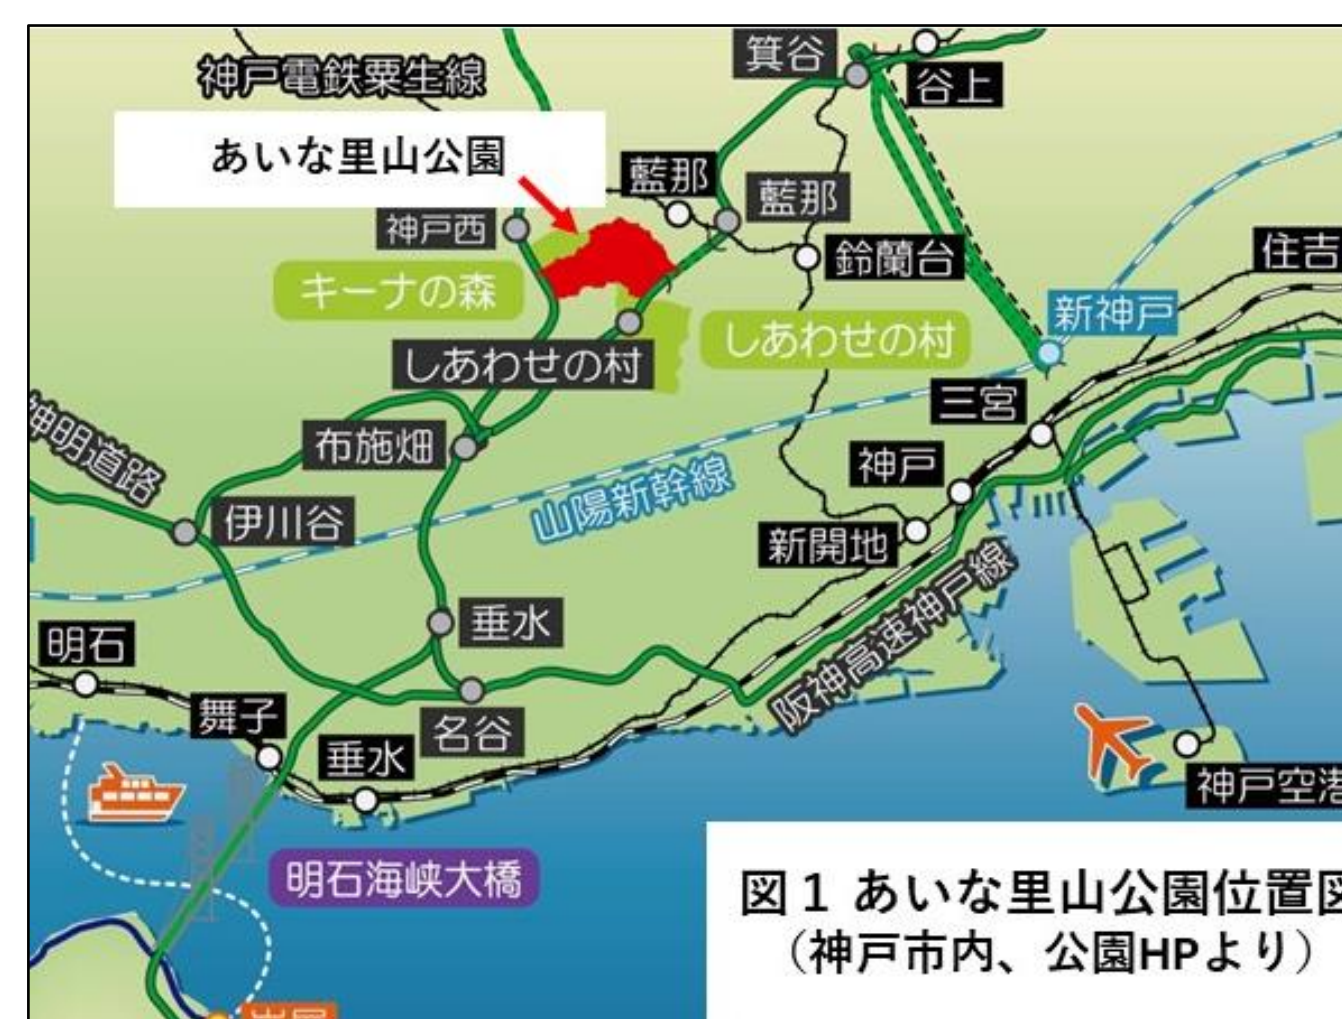 神戸電鉄粟生線
箕谷
谷上
あいな里山公園
藍那
藍那
神戸西
鈴蘭台
住吉
キーナの森
新神戸
しあわせの村
しあわせの村
三宮
神明道路
布施畑
神戸
山陽新幹線
伊川谷
新開地
阪神高速神戸線
垂水
明石
舞子
名谷
垂水
神戸空港
明石海峡大橋
図1 あいな里山公園位置図
（神戸市内、公園HPより）